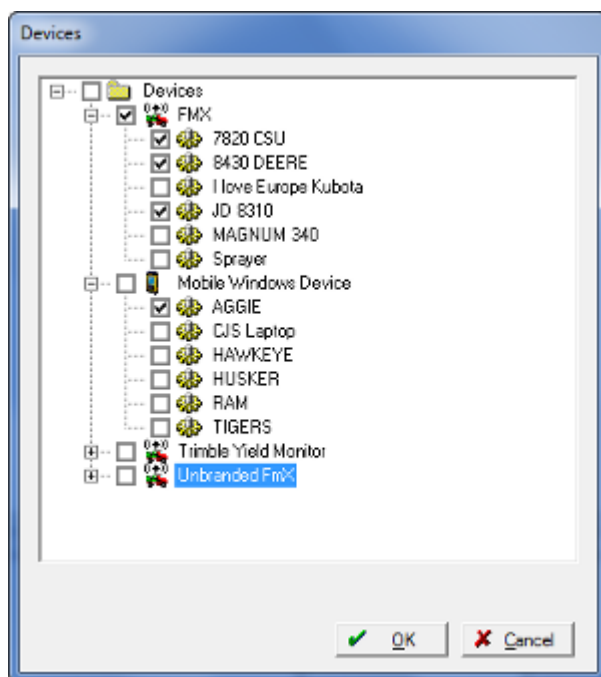 Devices
Devices
FMX
7820 CSU
8430 DEERE
I love Europe Kubota
JD 8310
MAGNUM 340
Sprayer
Mobile Windows Device
AGGIE
CJS Laptop
HAWKEYE
HUSKER
RAM
TIGERS
Trimble Yield Monitor
Unbranded FmX
OK Cancel